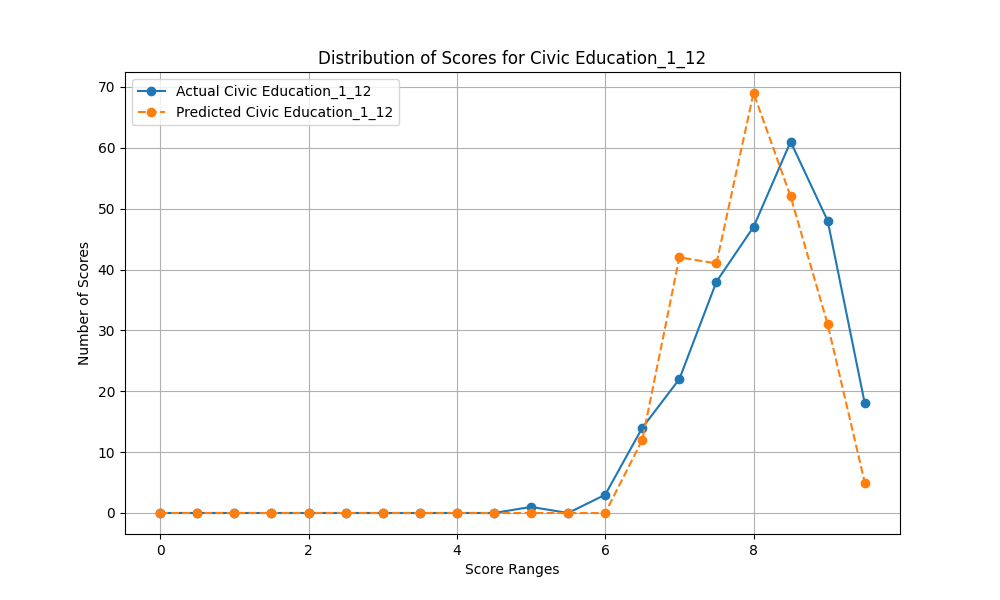 Distribution of Scores for Civic Education_1_12
Actual Civic Education_1_12
Predicted Civic Education_1_12
Number of Scores
70
60
50
40
30
20
10
0
0 2 4 6 8
Score Ranges